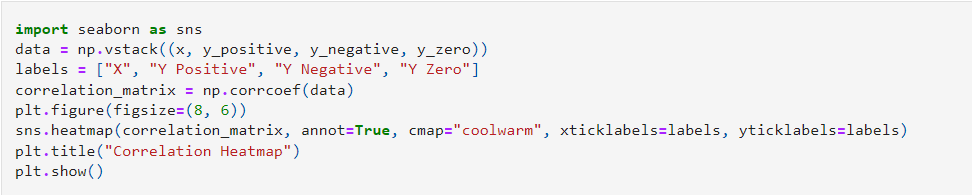 import seaborn as sns
data = np.vstack((x, y_positive, y_negative, y_zero))
labels = ["X", "Y Positive", "Y Negative", "Y Zero"]
correlation_matrix = np.corrcoef(data)
plt.figure(figsize=(8, 6))
sns.heatmap(correlation_matrix, annot=True, cmap="coolwarm", xticklabels=labels, yticklabels=labels)
plt.title("Correlation Heatmap")
plt.show()